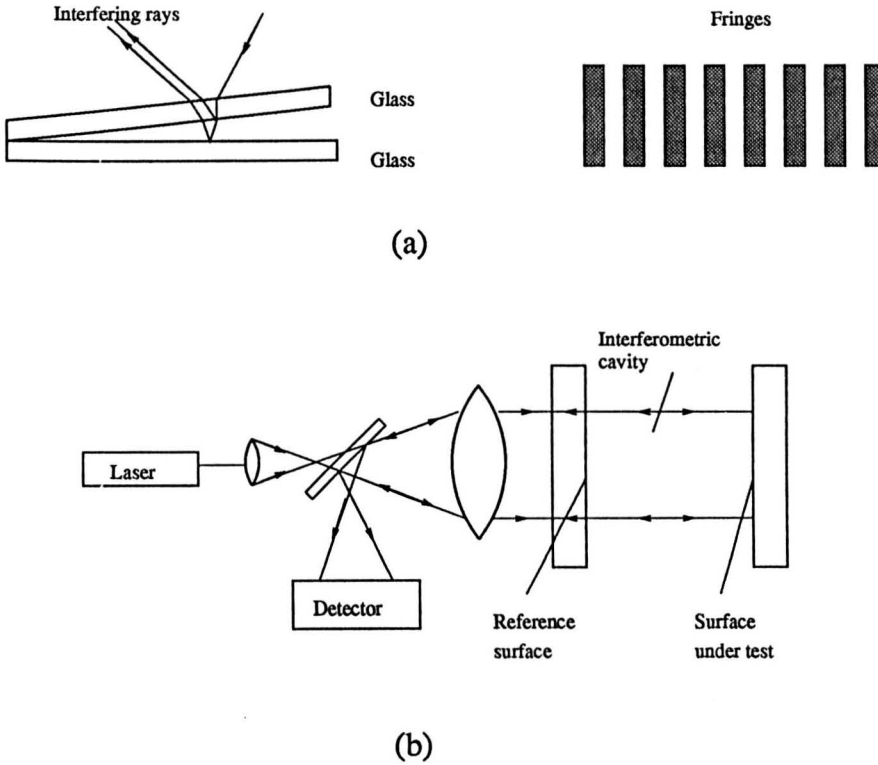 Interfering rays
Fringes
Glass
Glass
(a)
Interferometric
cavity
Laser
Detector
Reference
surface
Surface
under test
(b)